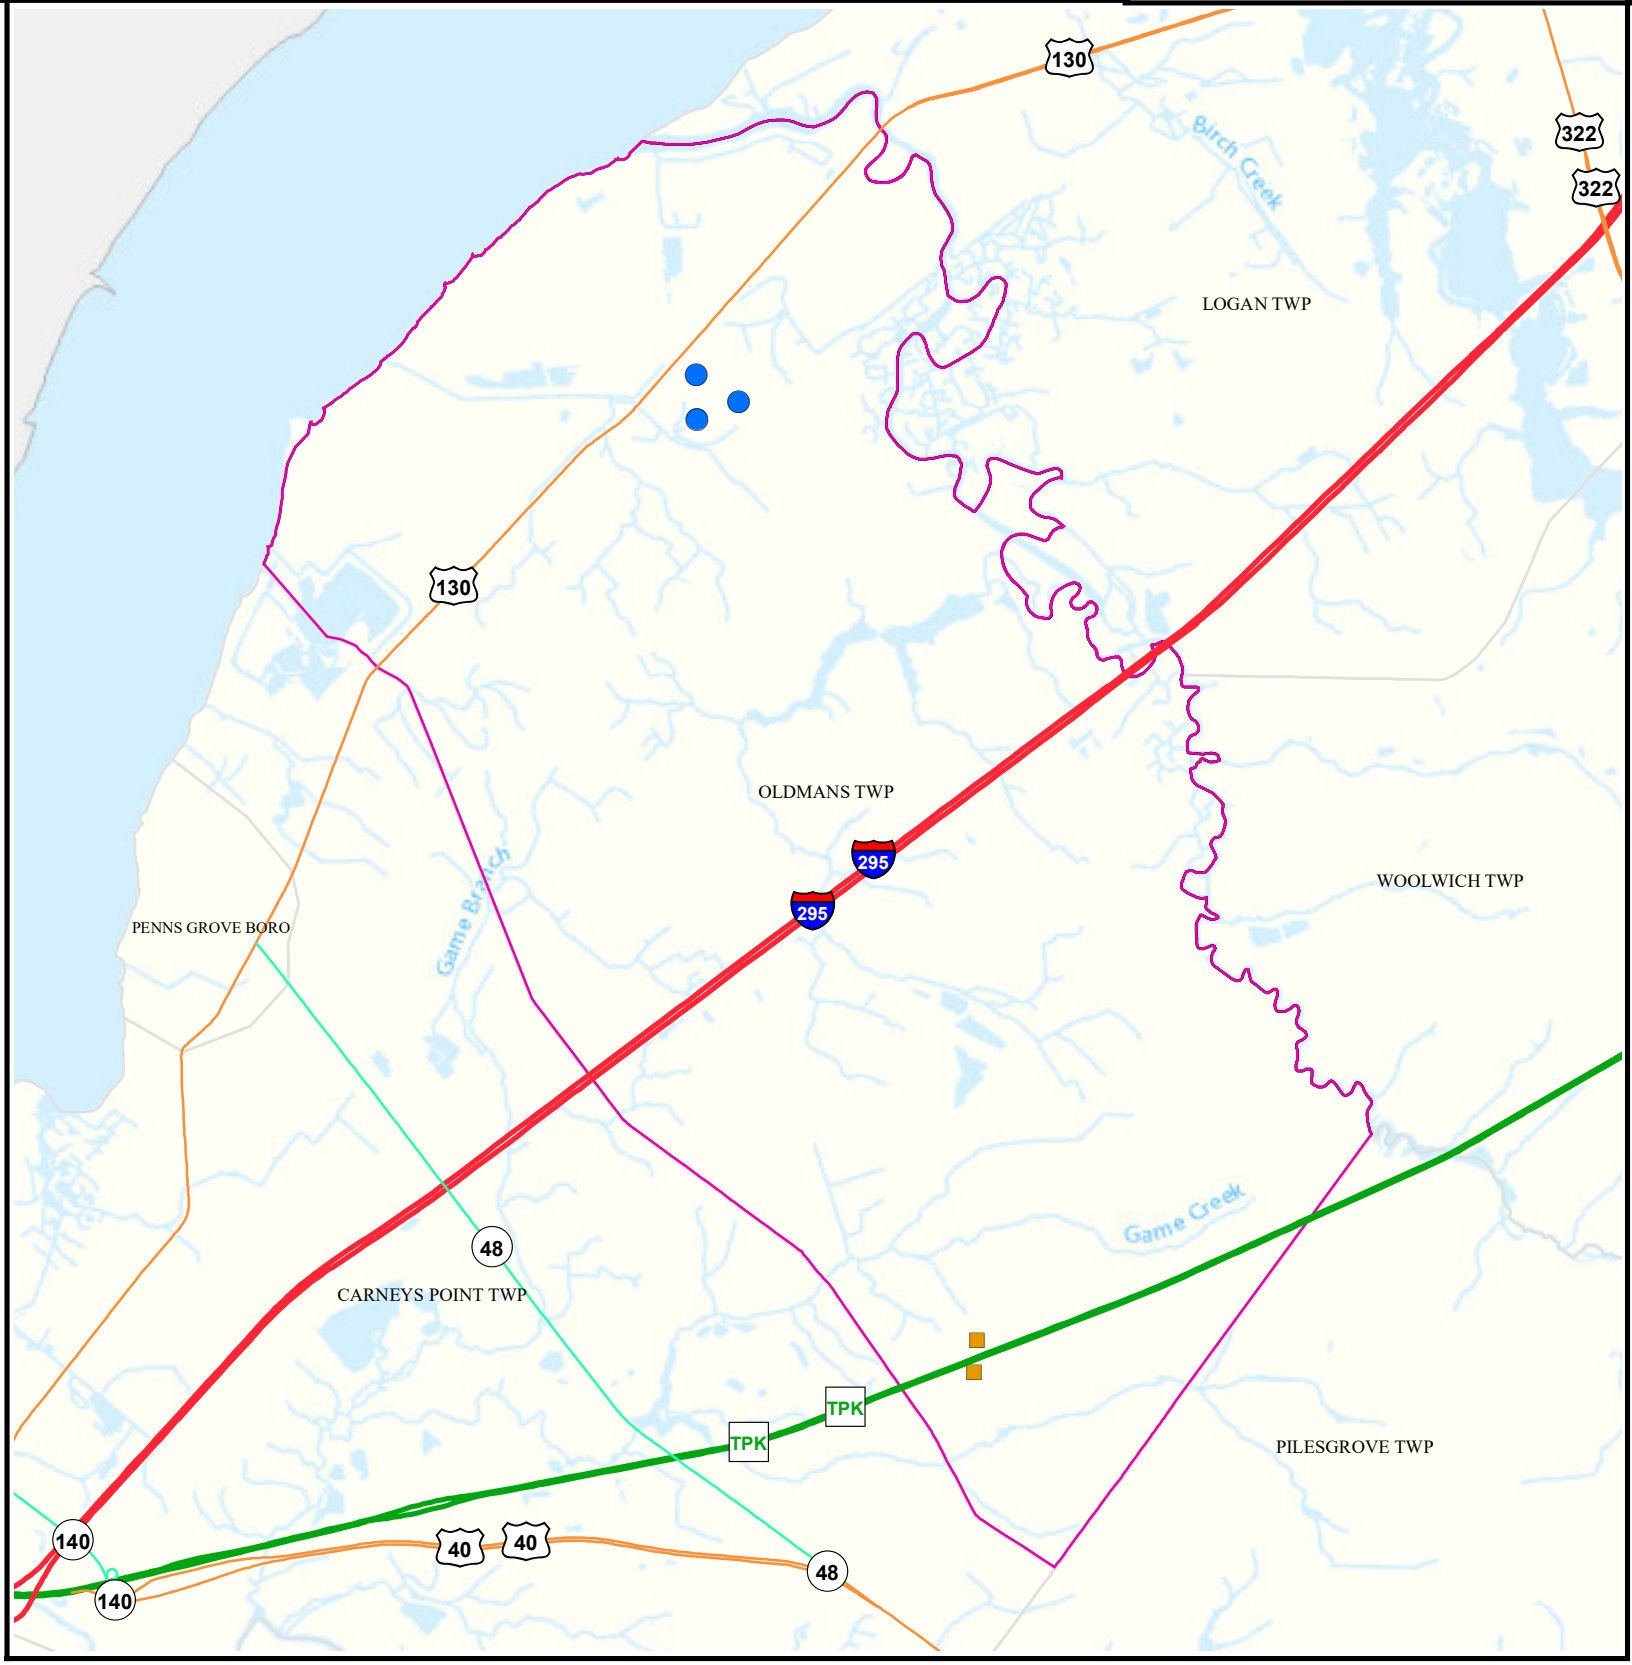 130
322
322
Birch Creek
LOGAN TWP
130
OLDMANS TWP
295
295
WOOLWICH TWP
Game Branch
PENNS GROVE BORO
Game Creek
48
CARNEYS POINT TWP
TPK
TPK
PILESGROVE TWP
140
40
40
48
140